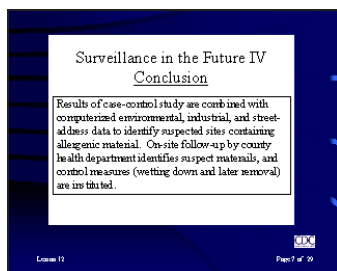 Surveillance in the Future IV
Conclusion
Results of case-control study are combined with
computerized environmental, industrial, and street-
address data to identify suspected sites containing
allergenic material. On-site follow-up by county
health department identifies suspect materails, and
control measures (wetting down and later removal)
are instituted.
CDC
Lesson 12
Page 7 of 29